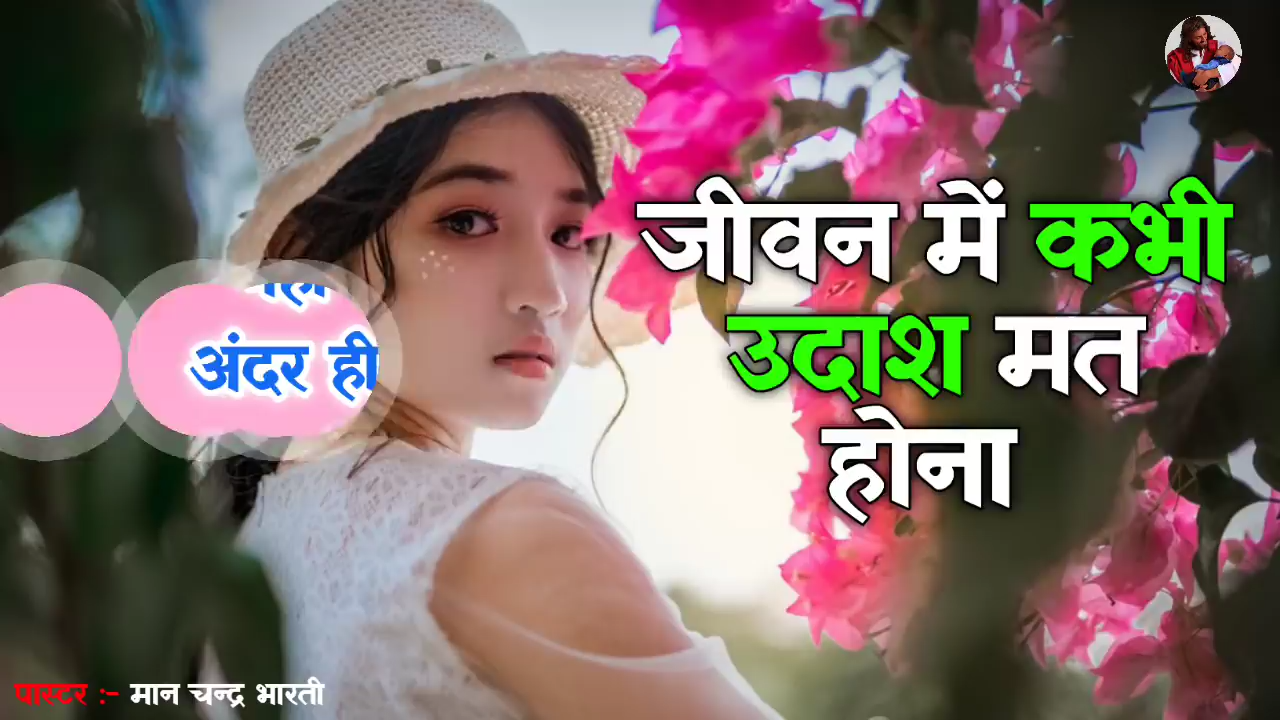 जीवन में कभी
उदाश मत
होना
अंदर ही
पास्टर :- मान चन्द्र भारती